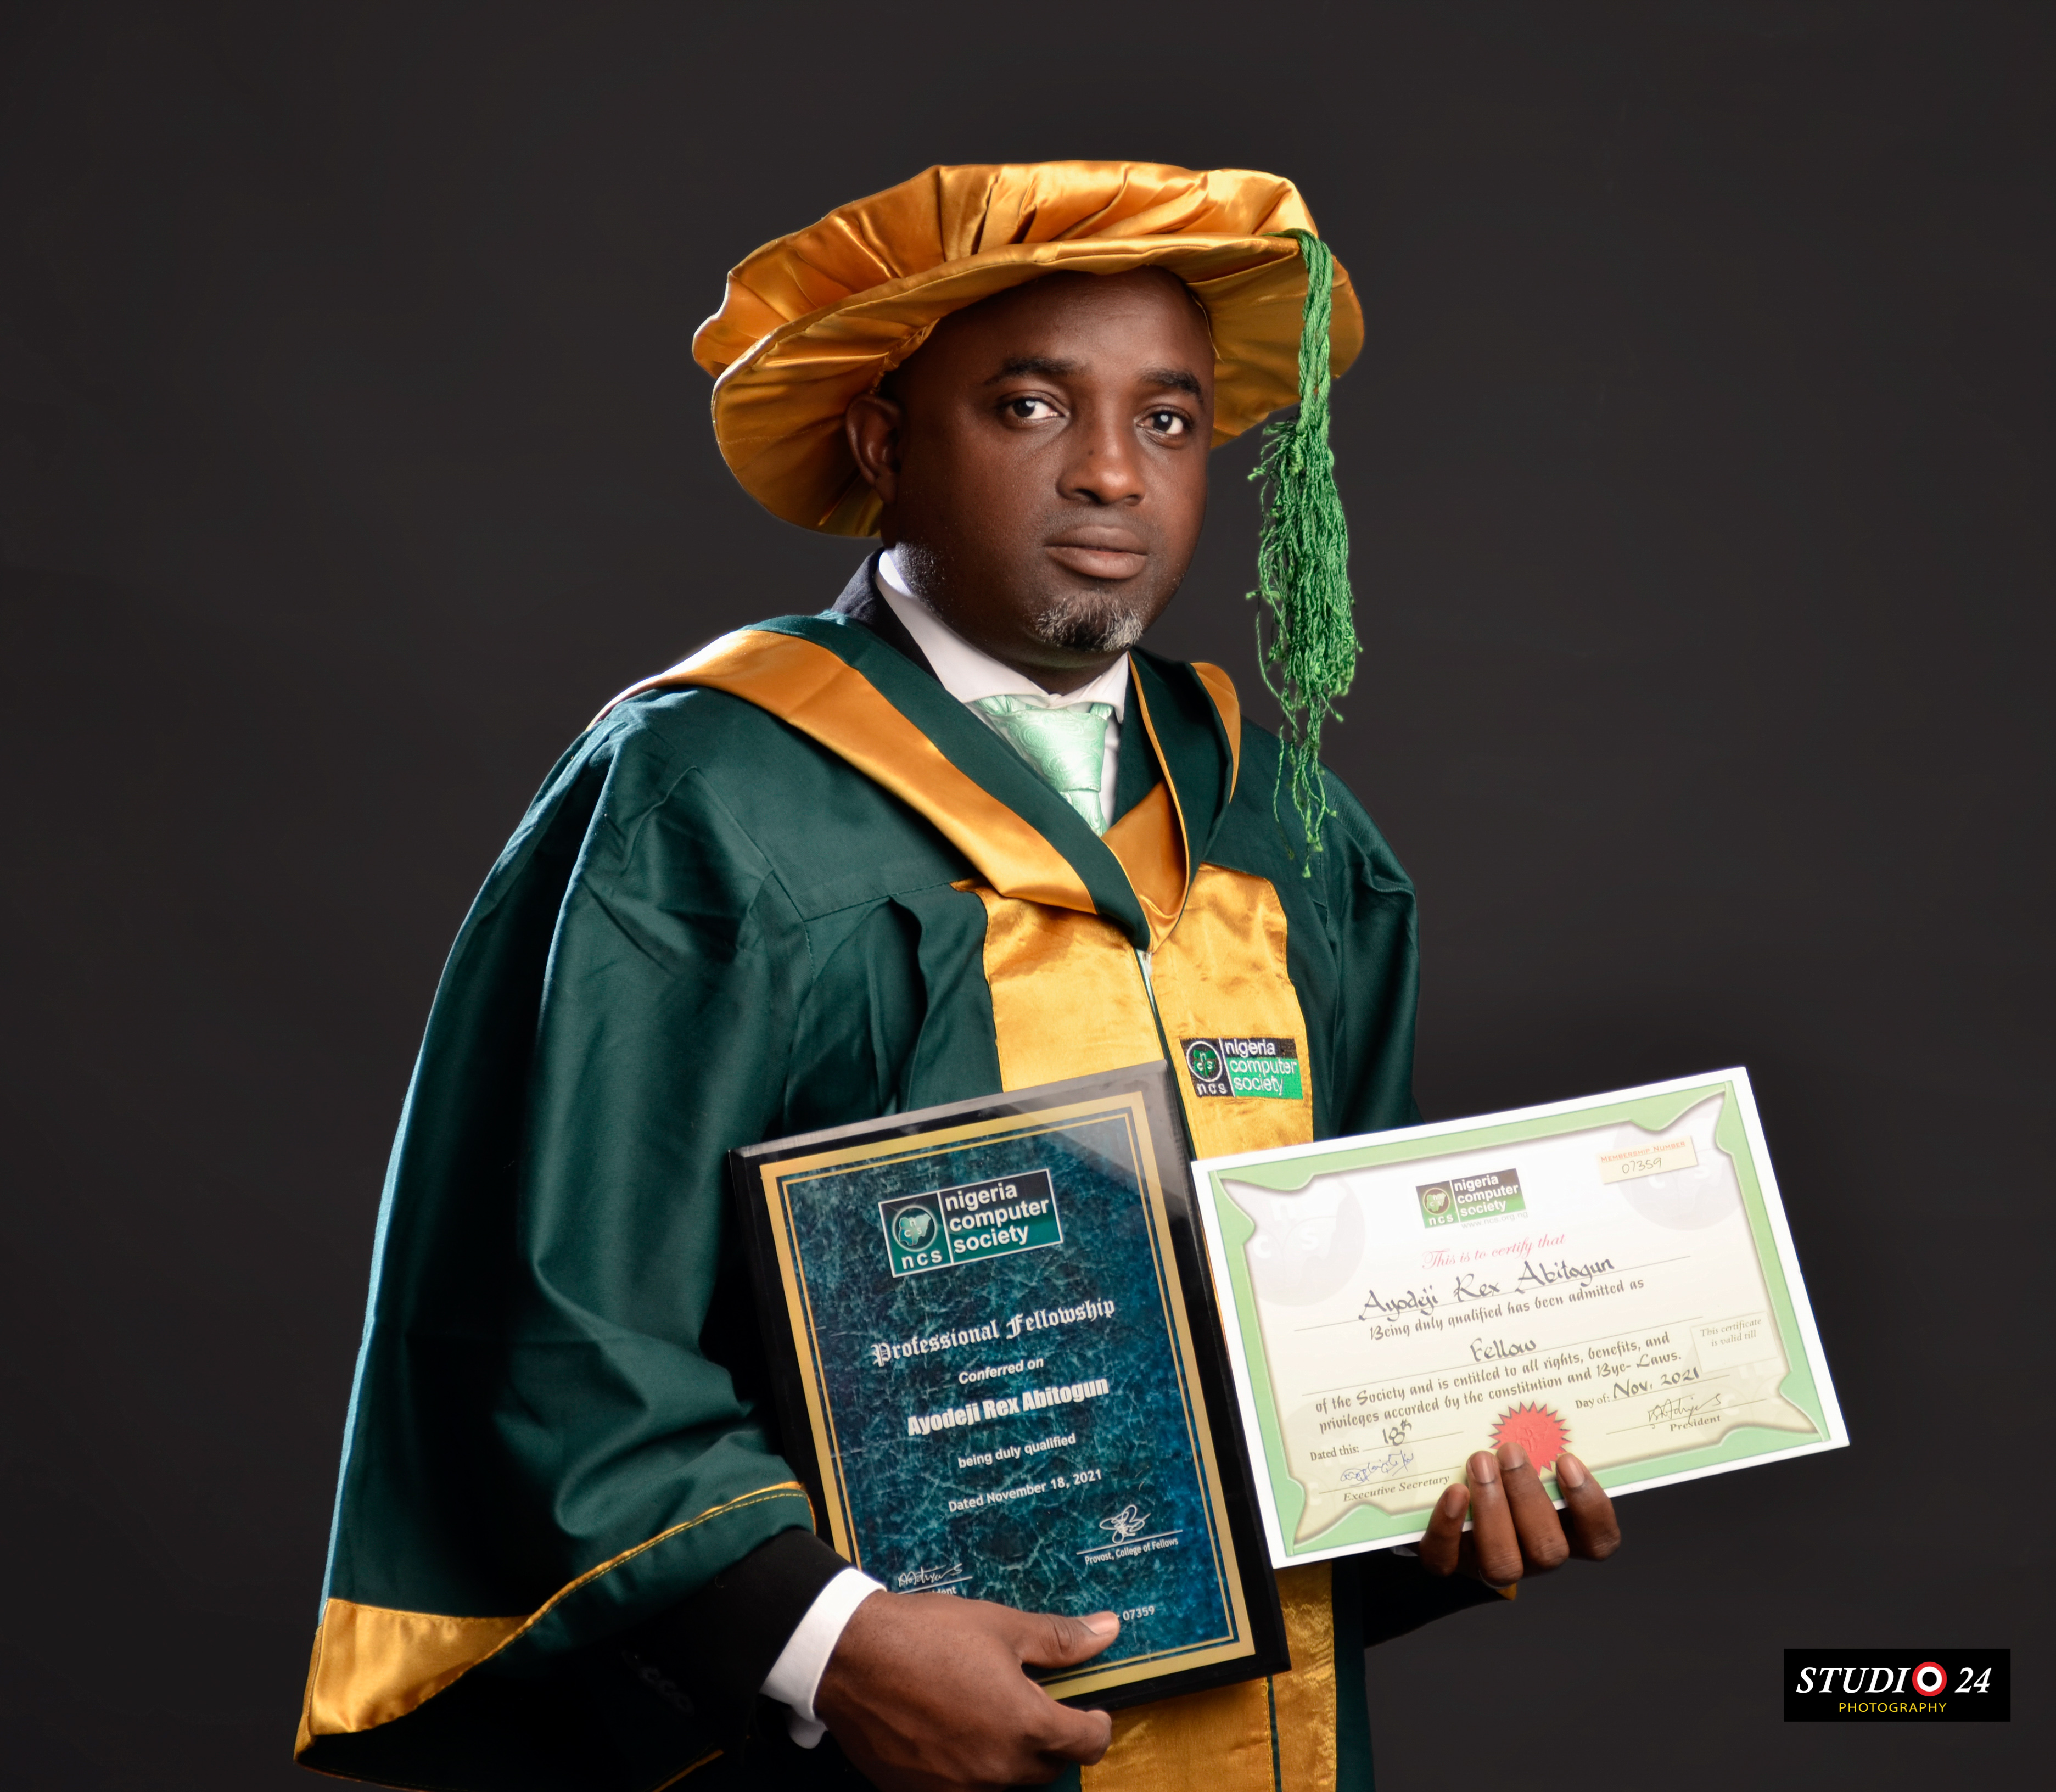 nigeria
computer
society
ncs
nigeria
computer
society
ncs
Professional Fellowship
Conferred on
Ayodeji Rex Abitogun
being duly qualified
Dated November 18, 2021
Provost, College of Fellows
07359
MEMBERSHIP NUMBER
07359
nigeria
computer
society
ncs
www.ncs.org.ng
This is to certify that
Ayodeji Rex Abitogun
Being duly qualified has been admitted as
Fellow
of the Society and is entitled to all rights, benefits, and
privileges accorded by the constitution and Bye-Laws.
This certificate
is valid till
Dated this: 18th Day of: Nov. 2021
Executive Secretary
President
STUDIO 24
PHOTOGRAPHY